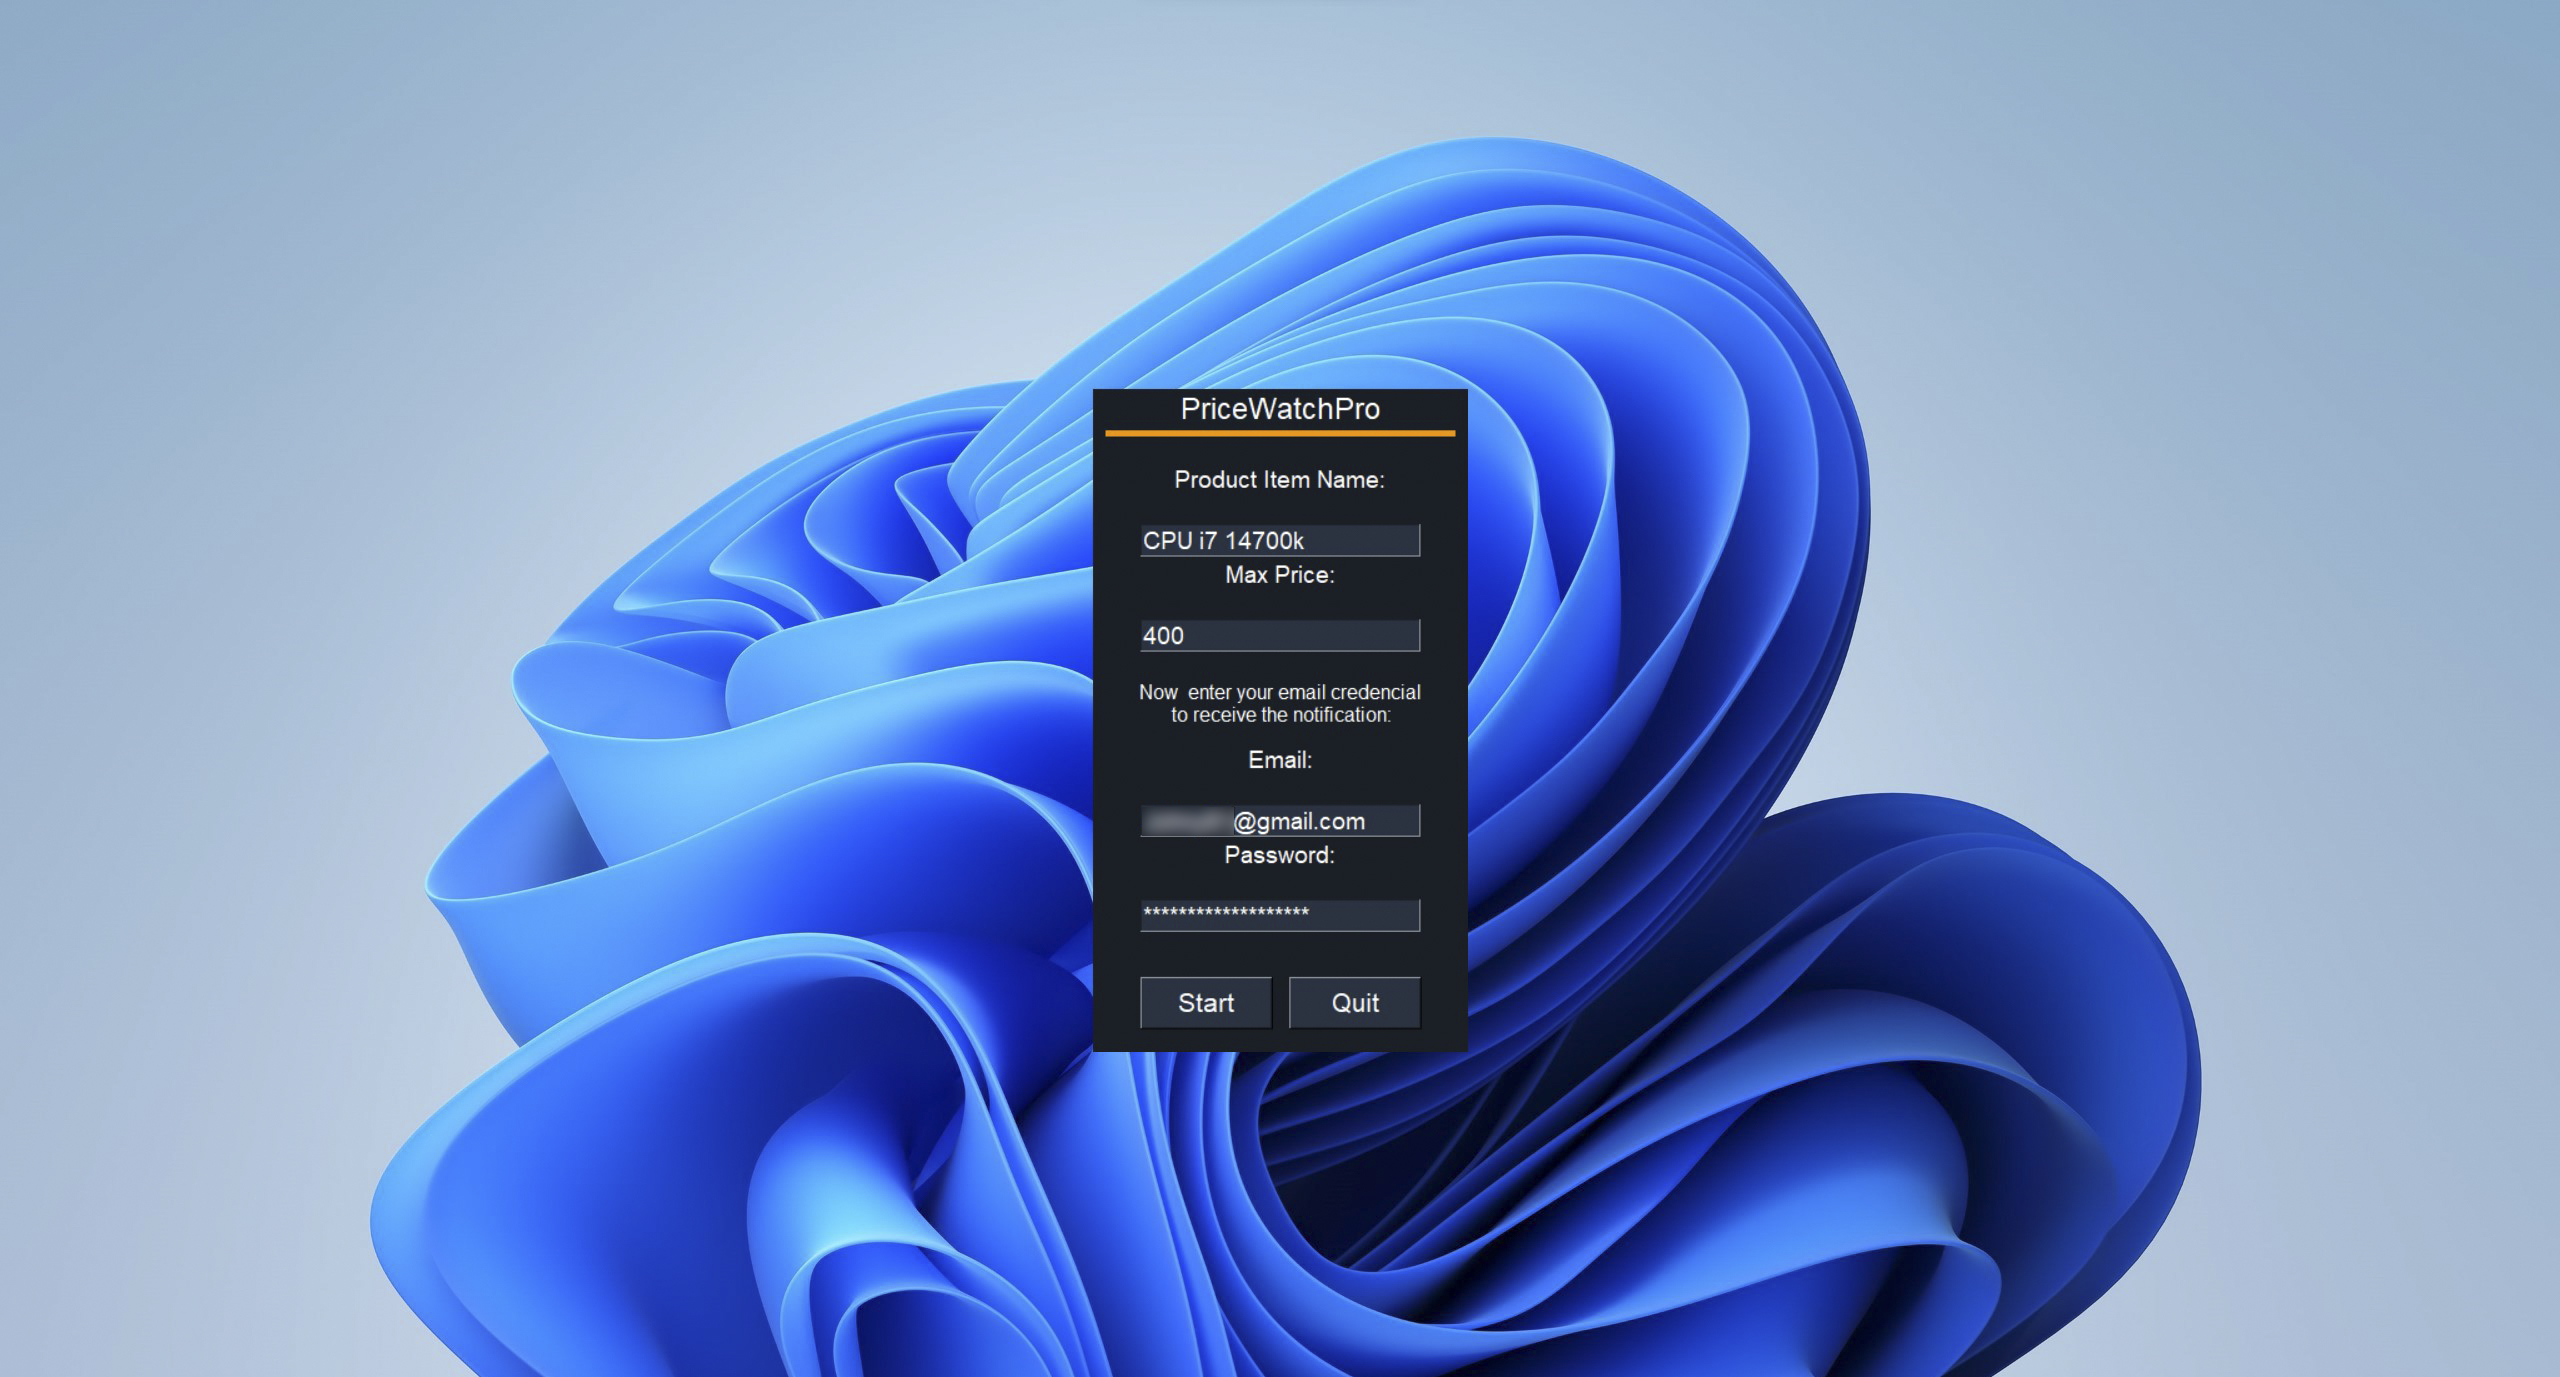 PriceWatchPro
Product Item Name:
CPU i7 14700k
Max Price:
400
Now  enter your email credencial
to receive the notification:
Email:
@gmail.com
Password:
*******************
Start
Quit